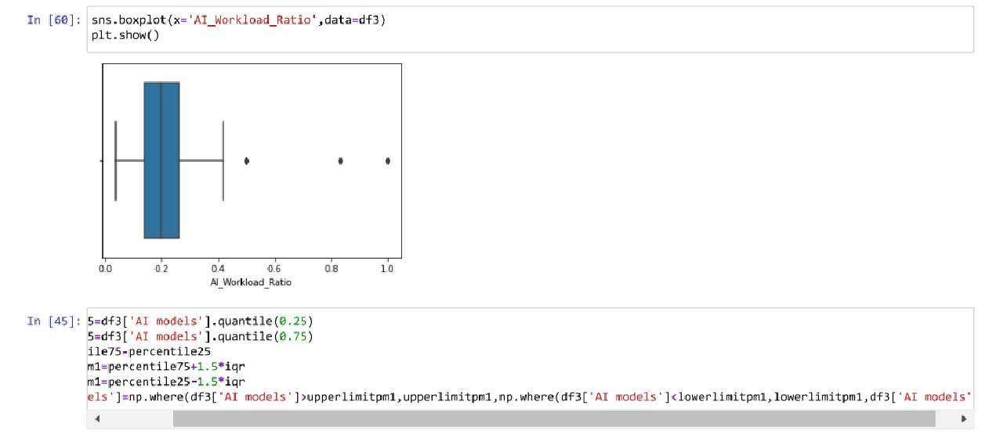 In [60]: sns.boxplot(x='AI_Workload_Ratio',data=df3)
plt.show()
0.0 0.2 0.4 0.6 0.8 1.0
AI_Workload_Ratio
In [45]: 5=df3['AI models'].quantile(0.25)
5=df3['AI models'].quantile(0.75)
ile75-percentile25
m1=percentile75+1.5*iqr
m1=percentile25-1.5*iqr
els']=np.where(df3['AI models']>upperlimitpm1,upperlimitpm1,np.where(df3['AI models']<lowerlimitpm1,lowerlimitpm1,df3['AI models'